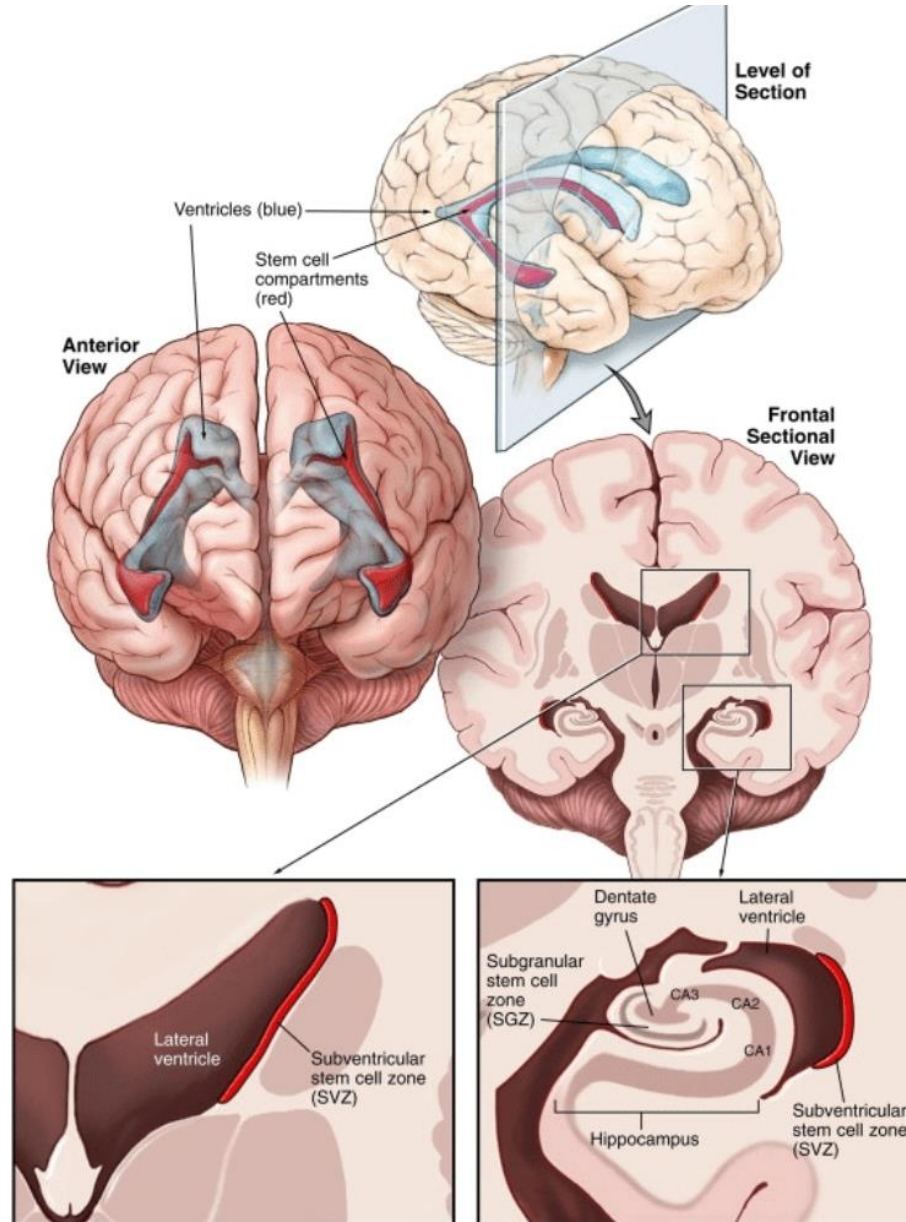 Level of
Section
Ventricles (blue)
Stem cell
compartments
(red)
Anterior
View
Frontal
Sectional
View
Lateral
ventricle
Subventricular
stem cell zone
(SVZ)
Dentate
gyrus
Lateral
ventricle
Subgranular
stem cell
zone
(SGZ)
CA3
CA2
CA1
Hippocampus
Subventricular
stem cell zone
(SVZ)